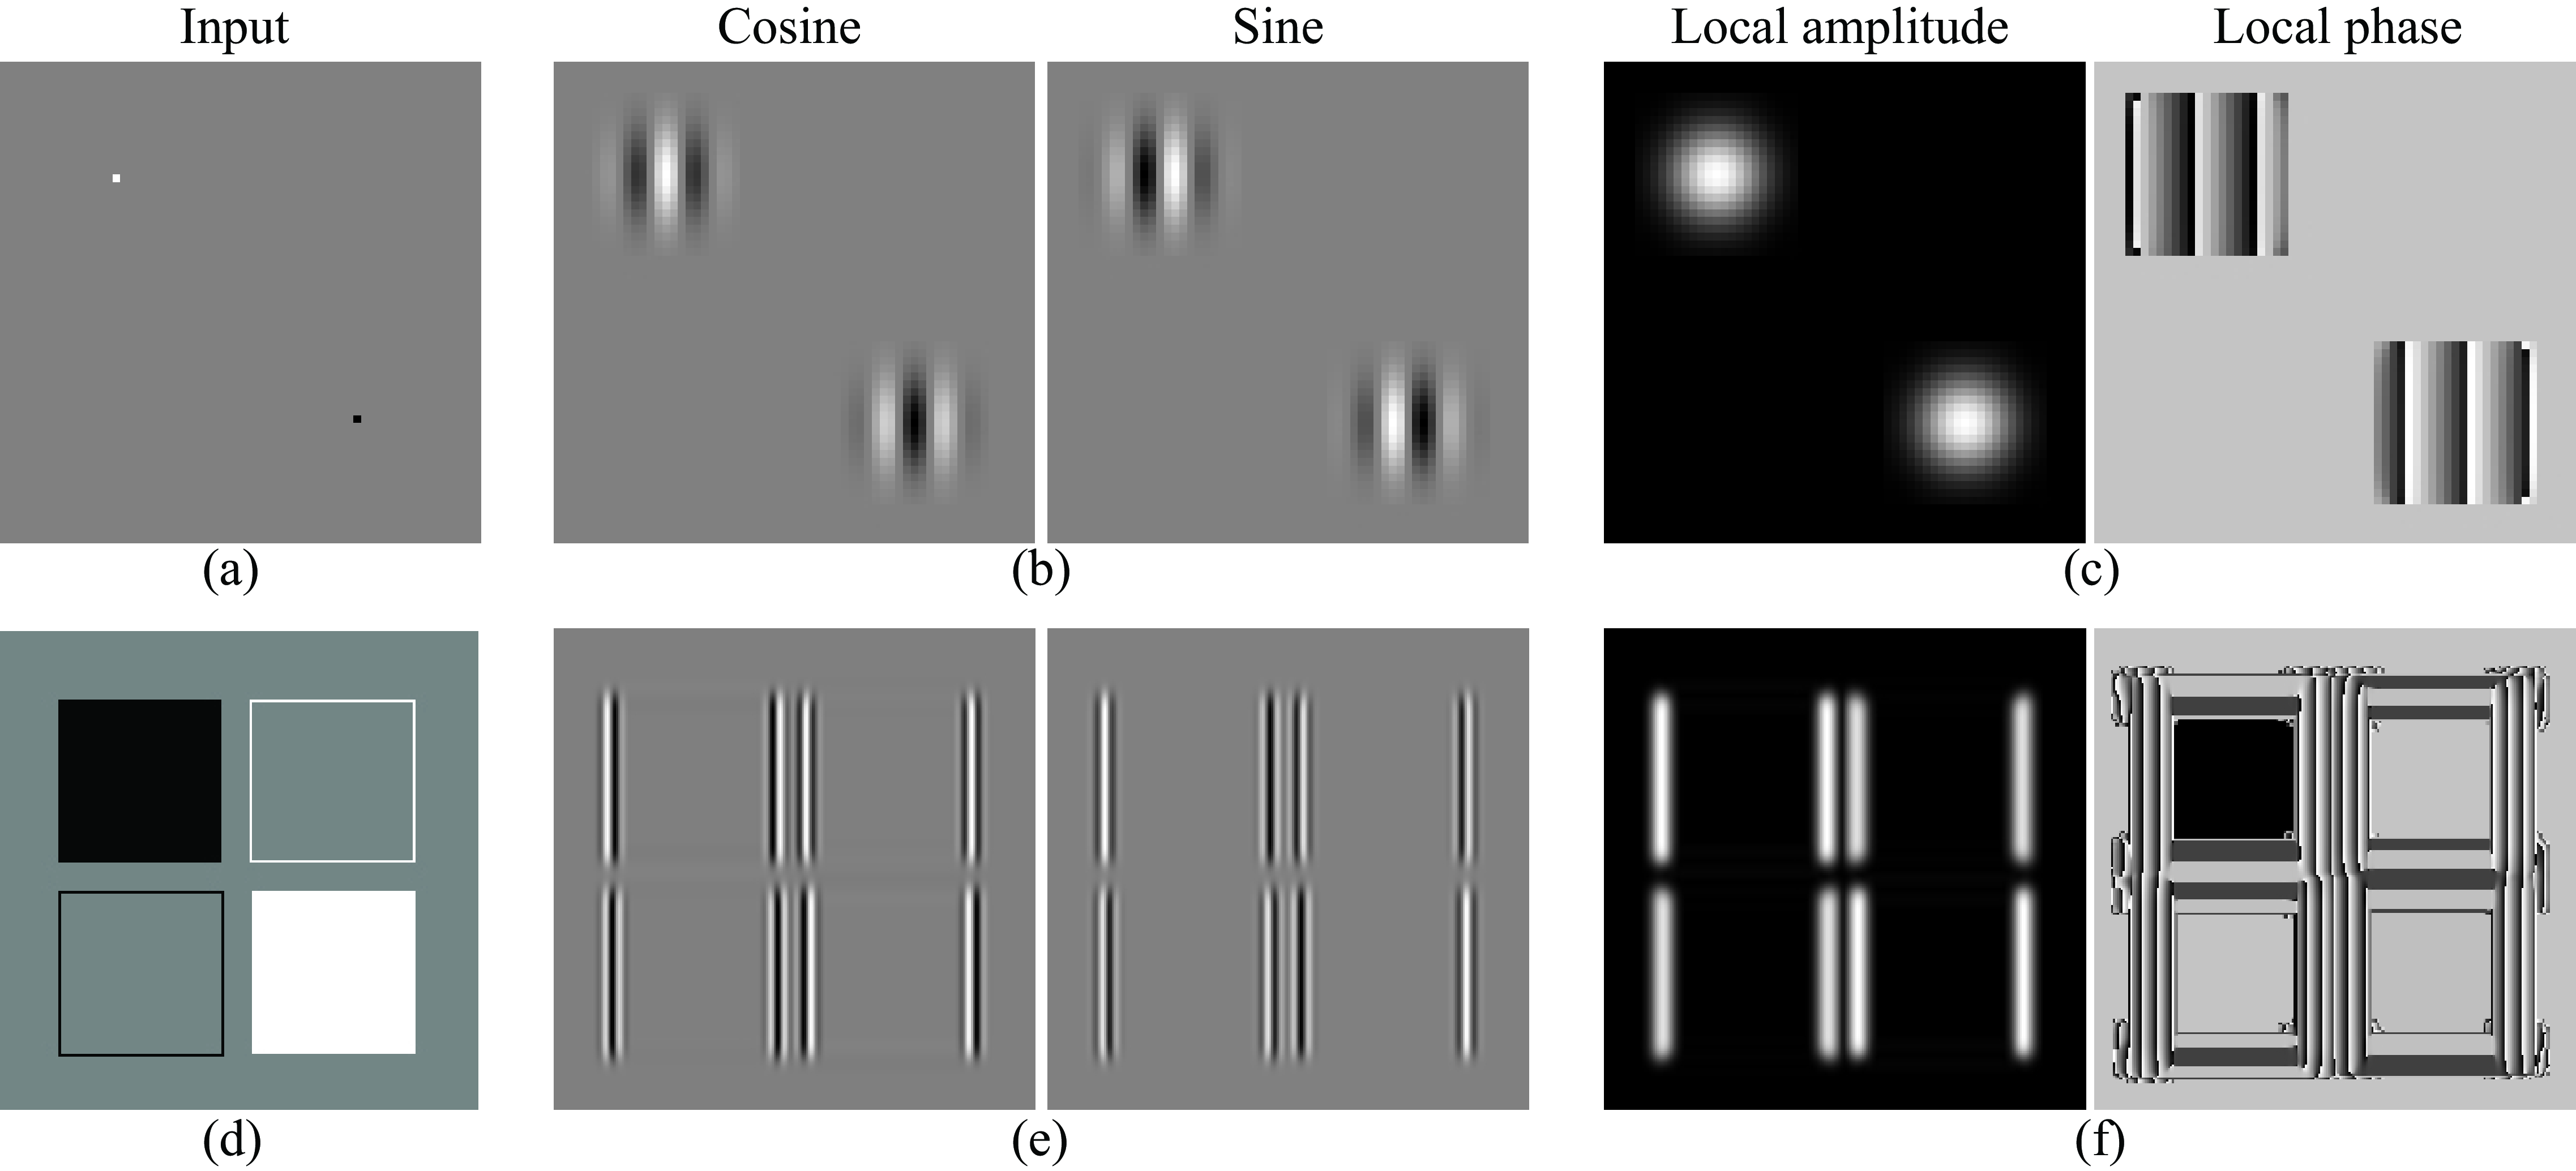 Input Cosine Sine Local amplitude Local phase
(a) (b) (c)
(d) (e) (f)